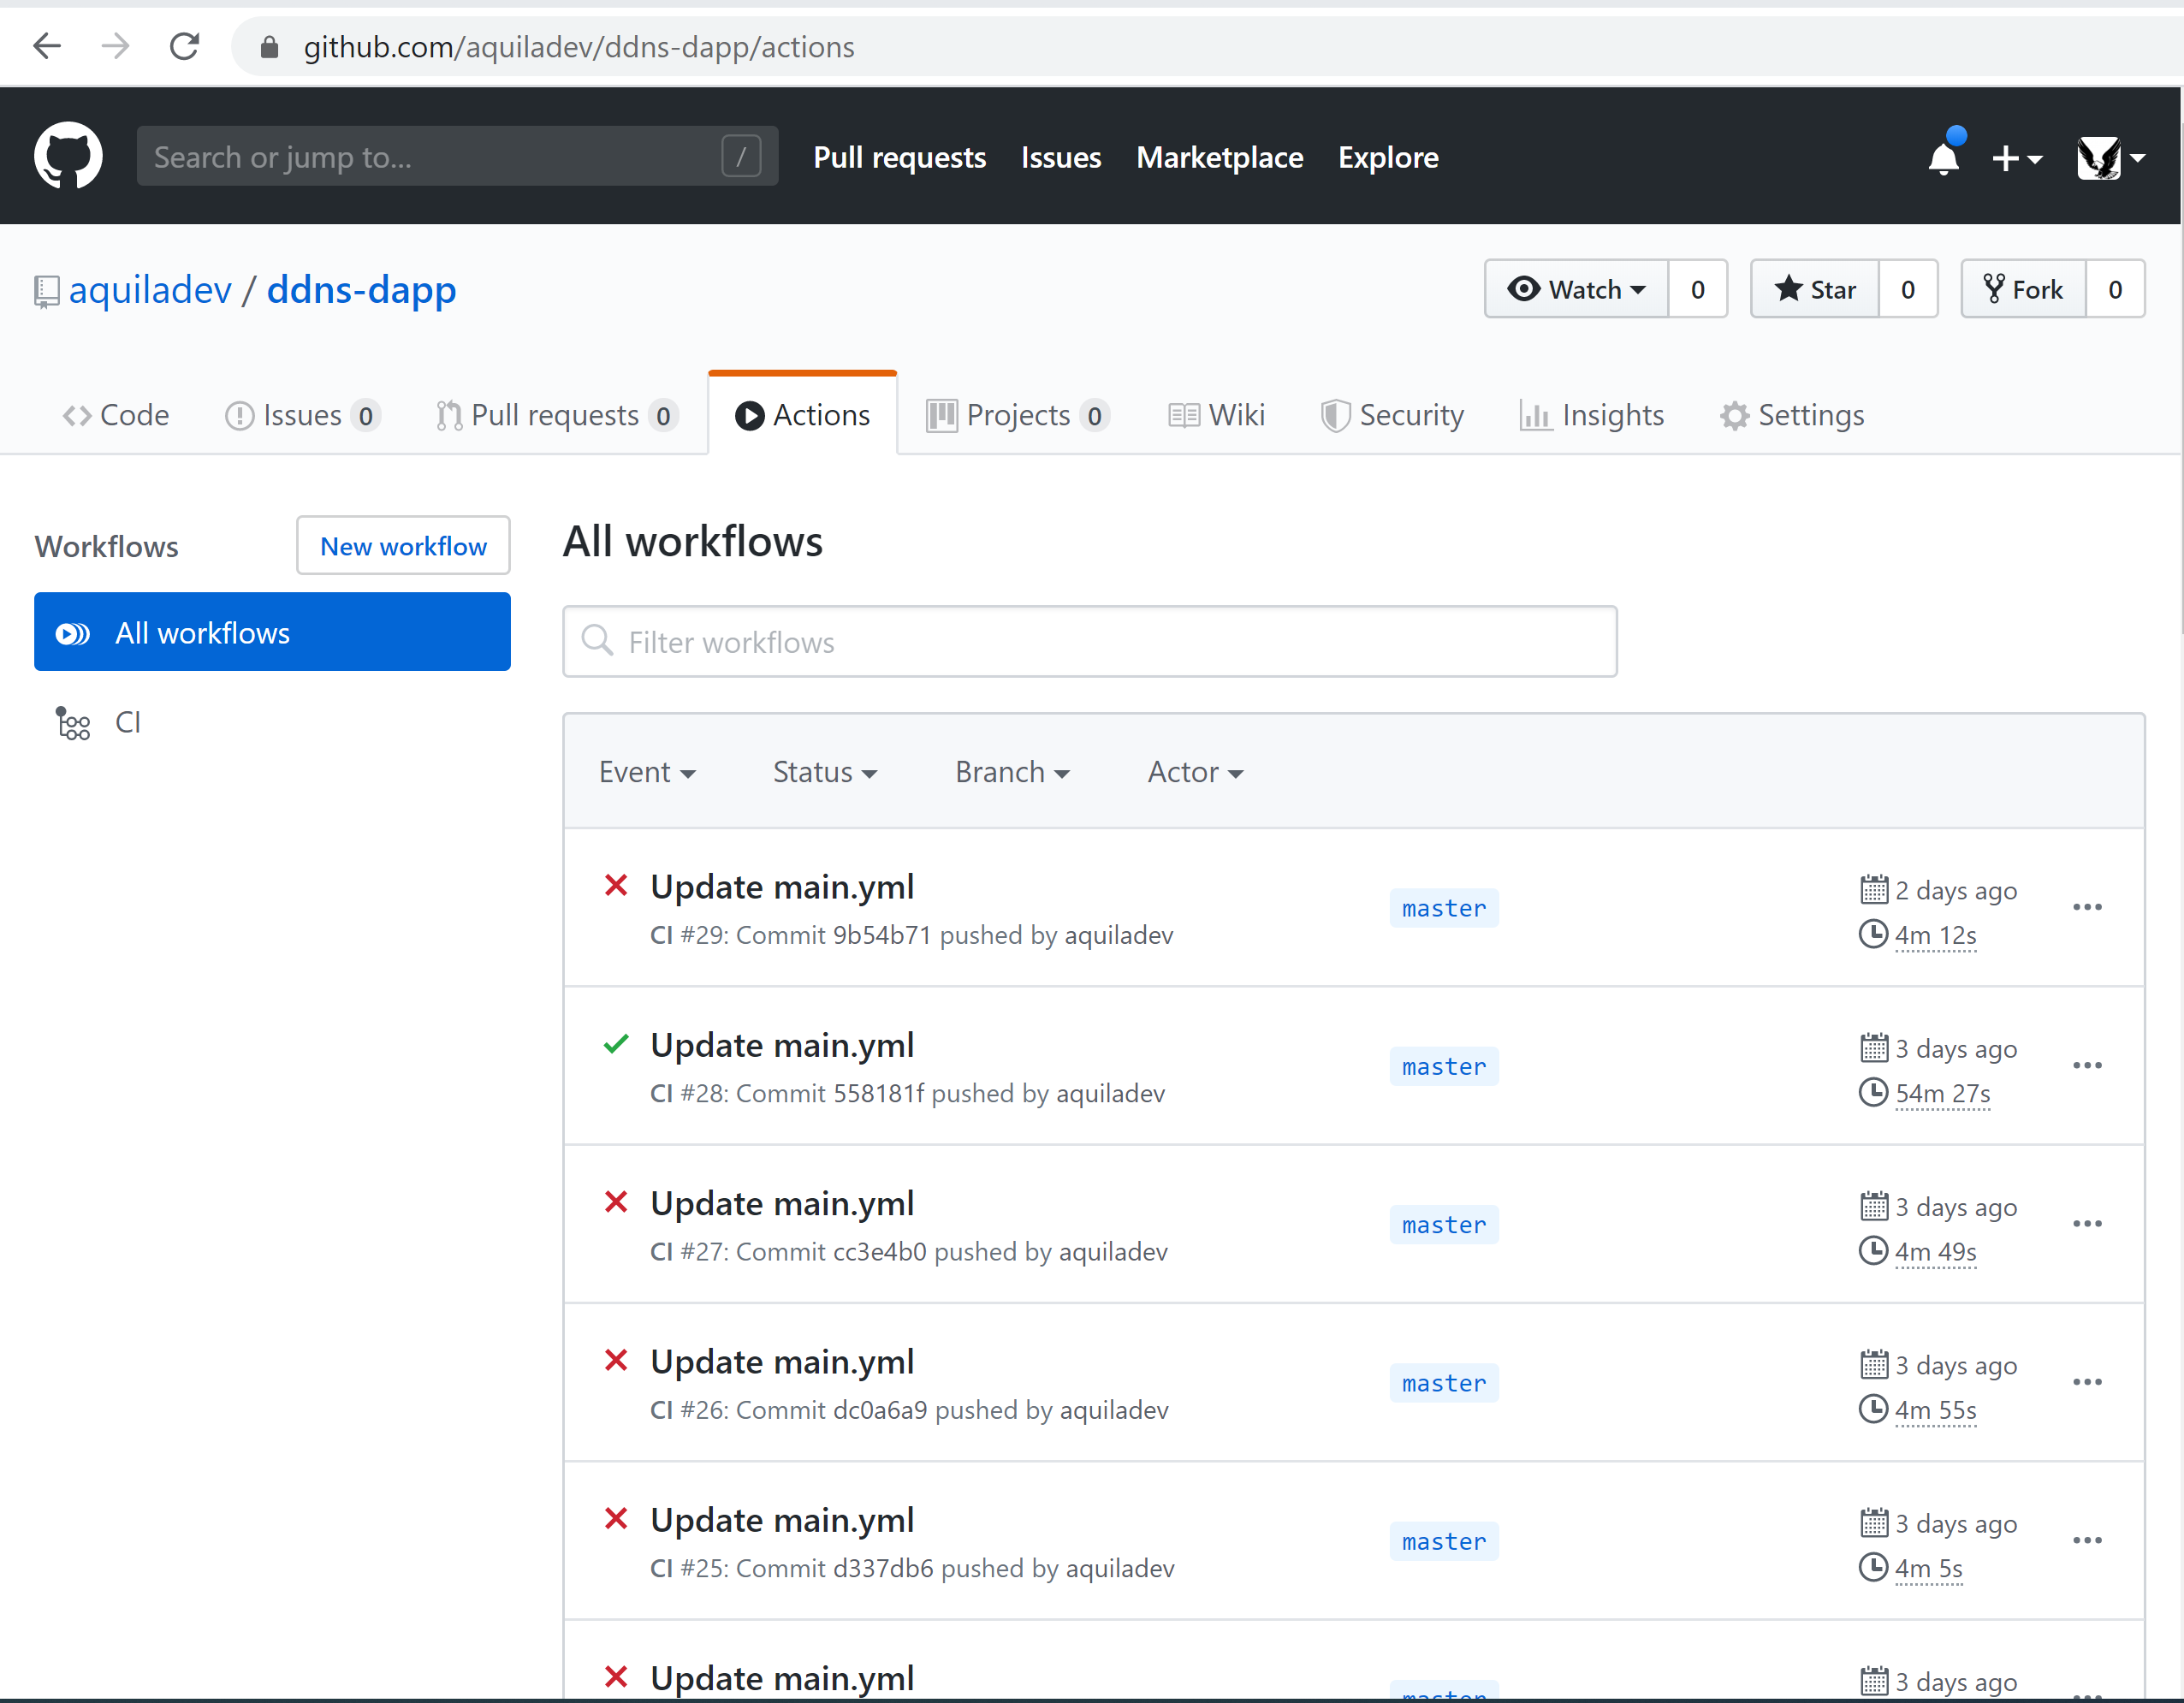 github.com/aquiladev/ddns-dapp/actions
Search or jump to... /
Pull requests Issues Marketplace Explore
aquiladev / ddns-dapp
Watch 0 Star 0 Fork 0
Code Issues 0 Pull requests 0 Actions Projects 0 Wiki Security Insights Settings
Workflows
New workflow
All workflows
CI
All workflows
Filter workflows
Event Status Branch Actor
Update main.yml
CI #29: Commit 9b54b71 pushed by aquiladev
master
2 days ago
4m 12s
Update main.yml
CI #28: Commit 558181f pushed by aquiladev
master
3 days ago
54m 27s
Update main.yml
CI #27: Commit cc3e4b0 pushed by aquiladev
master
3 days ago
4m 49s
Update main.yml
CI #26: Commit dc0a6a9 pushed by aquiladev
master
3 days ago
4m 55s
Update main.yml
CI #25: Commit d337db6 pushed by aquiladev
master
3 days ago
4m 5s
Update main.yml
master
3 days ago